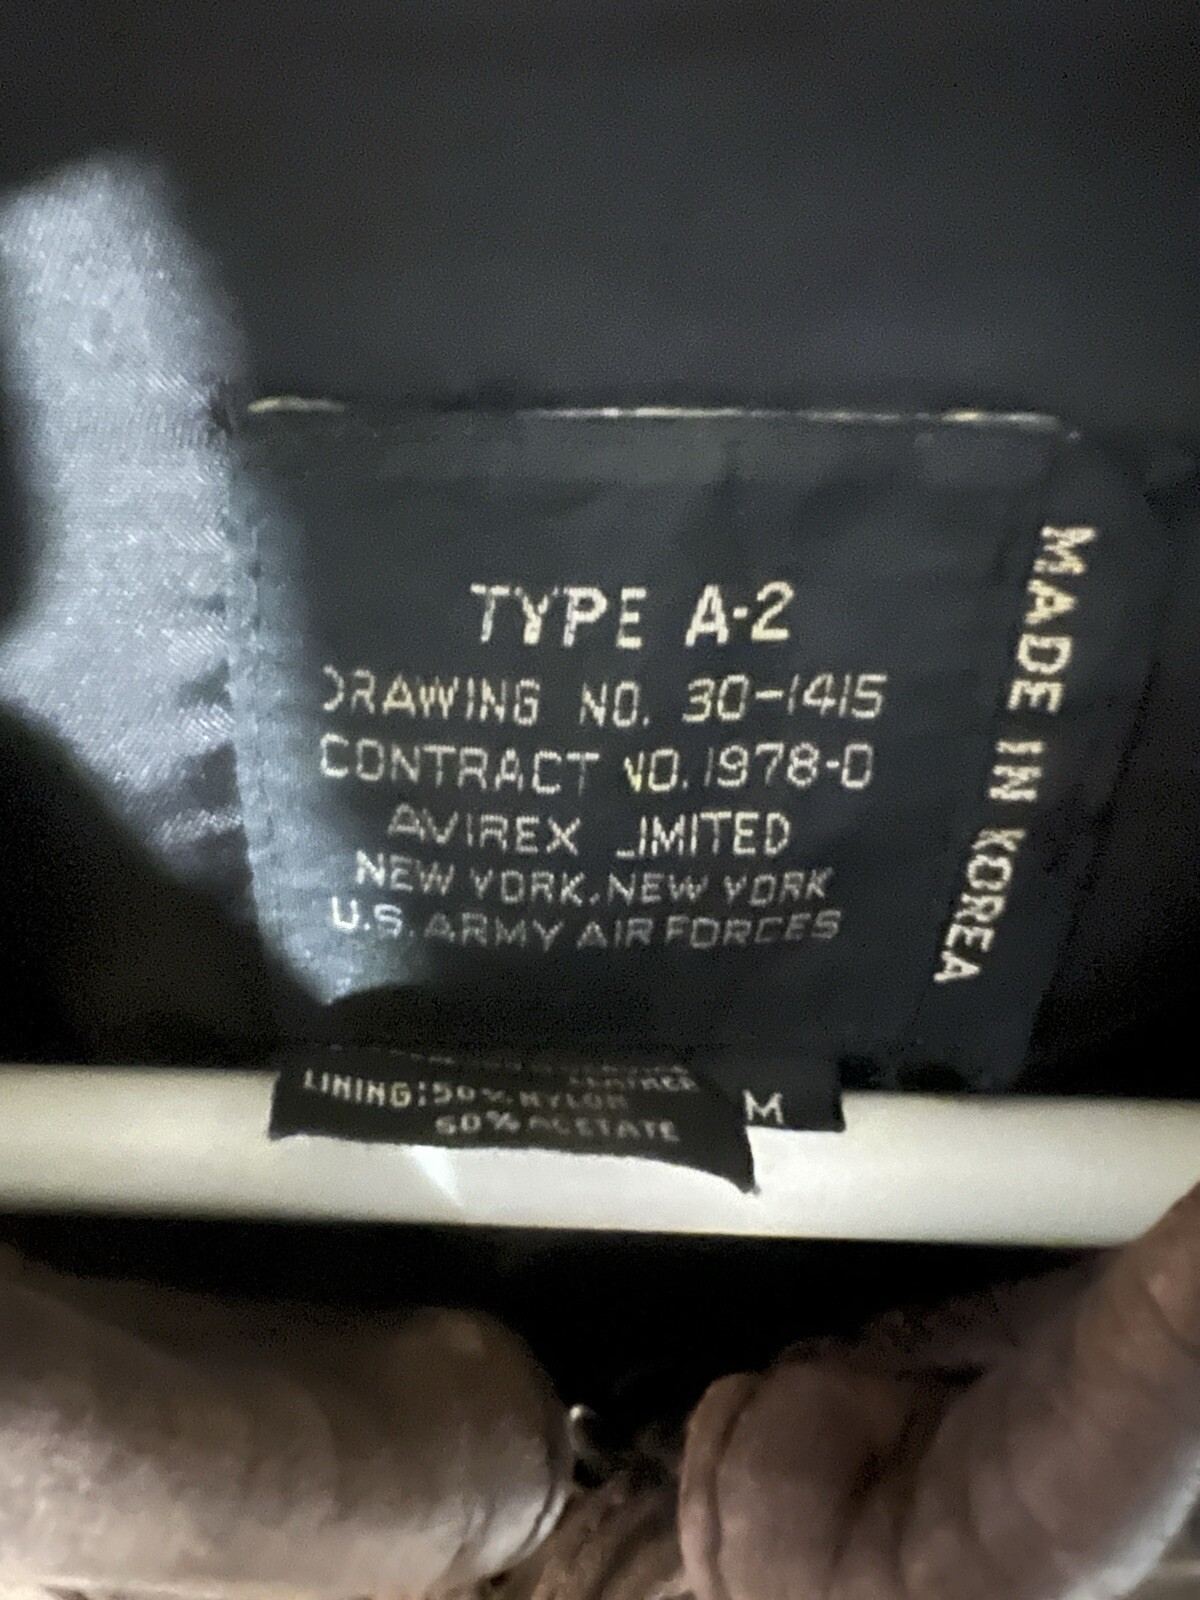 TYPE A-2
DRAWING NO. 30-1415
CONTRACT NO. 1978-0
AVIREX LIMITED
NEW YORK. NEW YORK
U.S. ARMY AIR FORCES
MADE IN KOREA
LEATHER
LINING: 50% NYLON
50% ACETATE
M